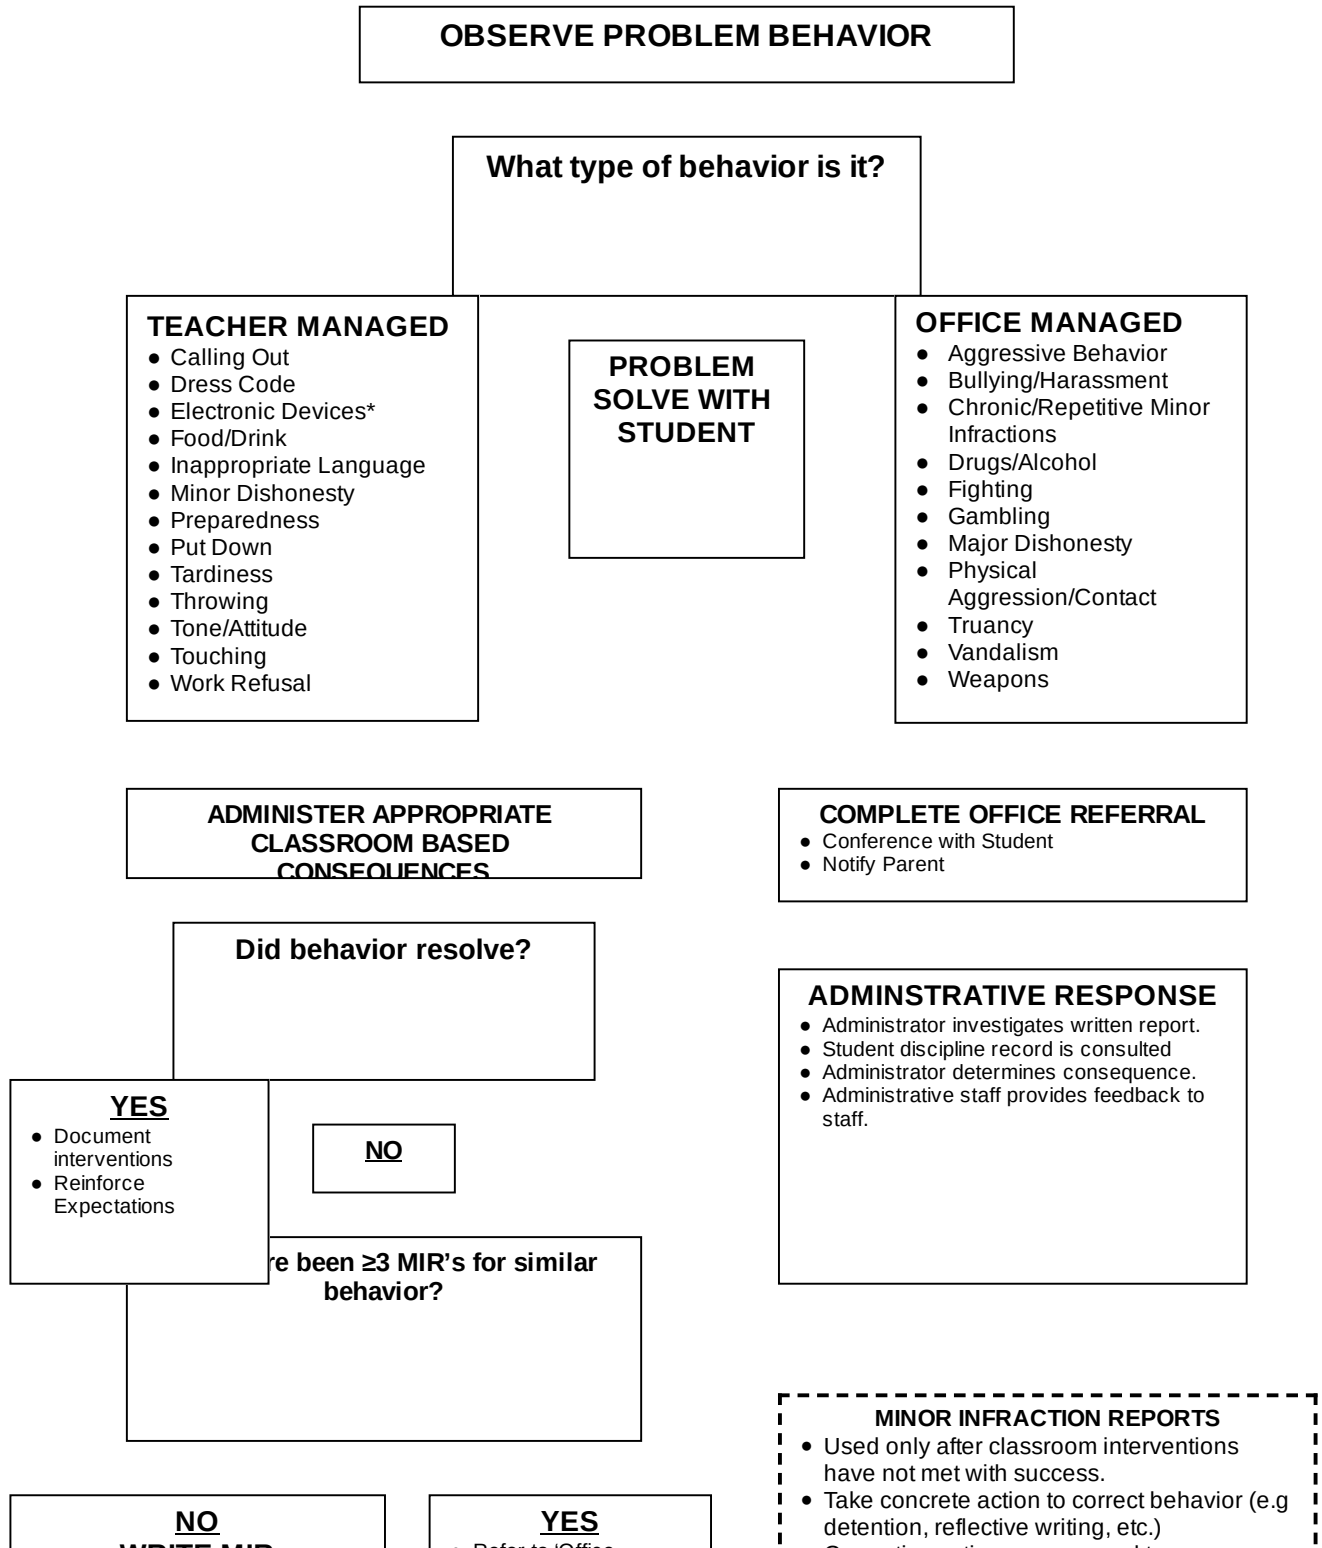 OBSERVE PROBLEM BEHAVIOR
What type of behavior is it?
TEACHER MANAGED
● Calling Out
● Dress Code
● Electronic Devices*
● Food/Drink
● Inappropriate Language
● Minor Dishonesty
● Preparedness
● Put Down
● Tardiness
● Throwing
● Tone/Attitude
● Touching
● Work Refusal
PROBLEM
SOLVE WITH
STUDENT
OFFICE MANAGED
● Aggressive Behavior
● Bullying/Harassment
● Chronic/Repetitive Minor
Infractions
● Drugs/Alcohol
● Fighting
● Gambling
● Major Dishonesty
● Physical
Aggression/Contact
● Truancy
● Vandalism
● Weapons
ADMINISTER APPROPRIATE
CLASSROOM BASED
CONSEQUENCES
COMPLETE OFFICE REFERRAL
● Conference with Student
● Notify Parent
Did behavior resolve?
ADMINSTRATIVE RESPONSE
● Administrator investigates written report.
● Student discipline record is consulted
● Administrator determines consequence.
● Administrative staff provides feedback to
staff.
YES
● Document
interventions
● Reinforce
Expectations
NO
re been ≥3 MIR’s for similar
behavior?
MINOR INFRACTION REPORTS
● Used only after classroom interventions
have not met with success.
● Take concrete action to correct behavior (e.g
detention, reflective writing, etc.)
NO
WRITE MIR
YES
● Refer to ‘Office